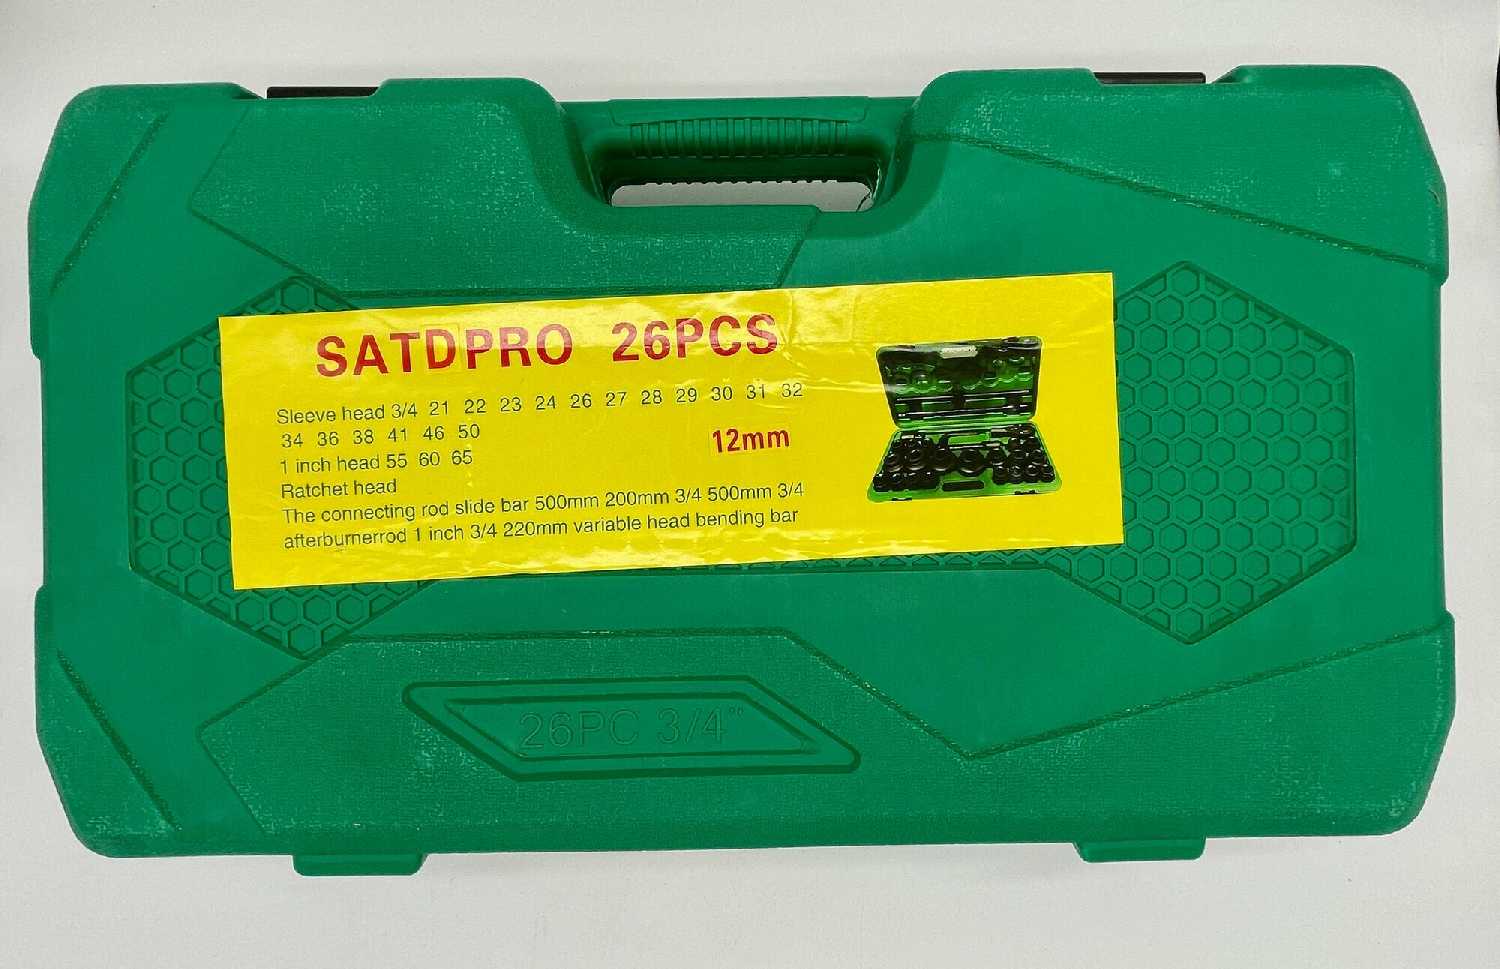 SATDPRO 26PCS
Sleeve head 3/4 21 22 23 24 26 27 28 29 30 31 32
34 36 38 41 46 50
12mm
1 inch head 55 60 65
Ratchet head
The connecting rod slide bar 500mm 200mm 3/4 500mm 3/4
afterburnerrod 1 inch 3/4 220mm variable head bending bar
26PC 3/4"